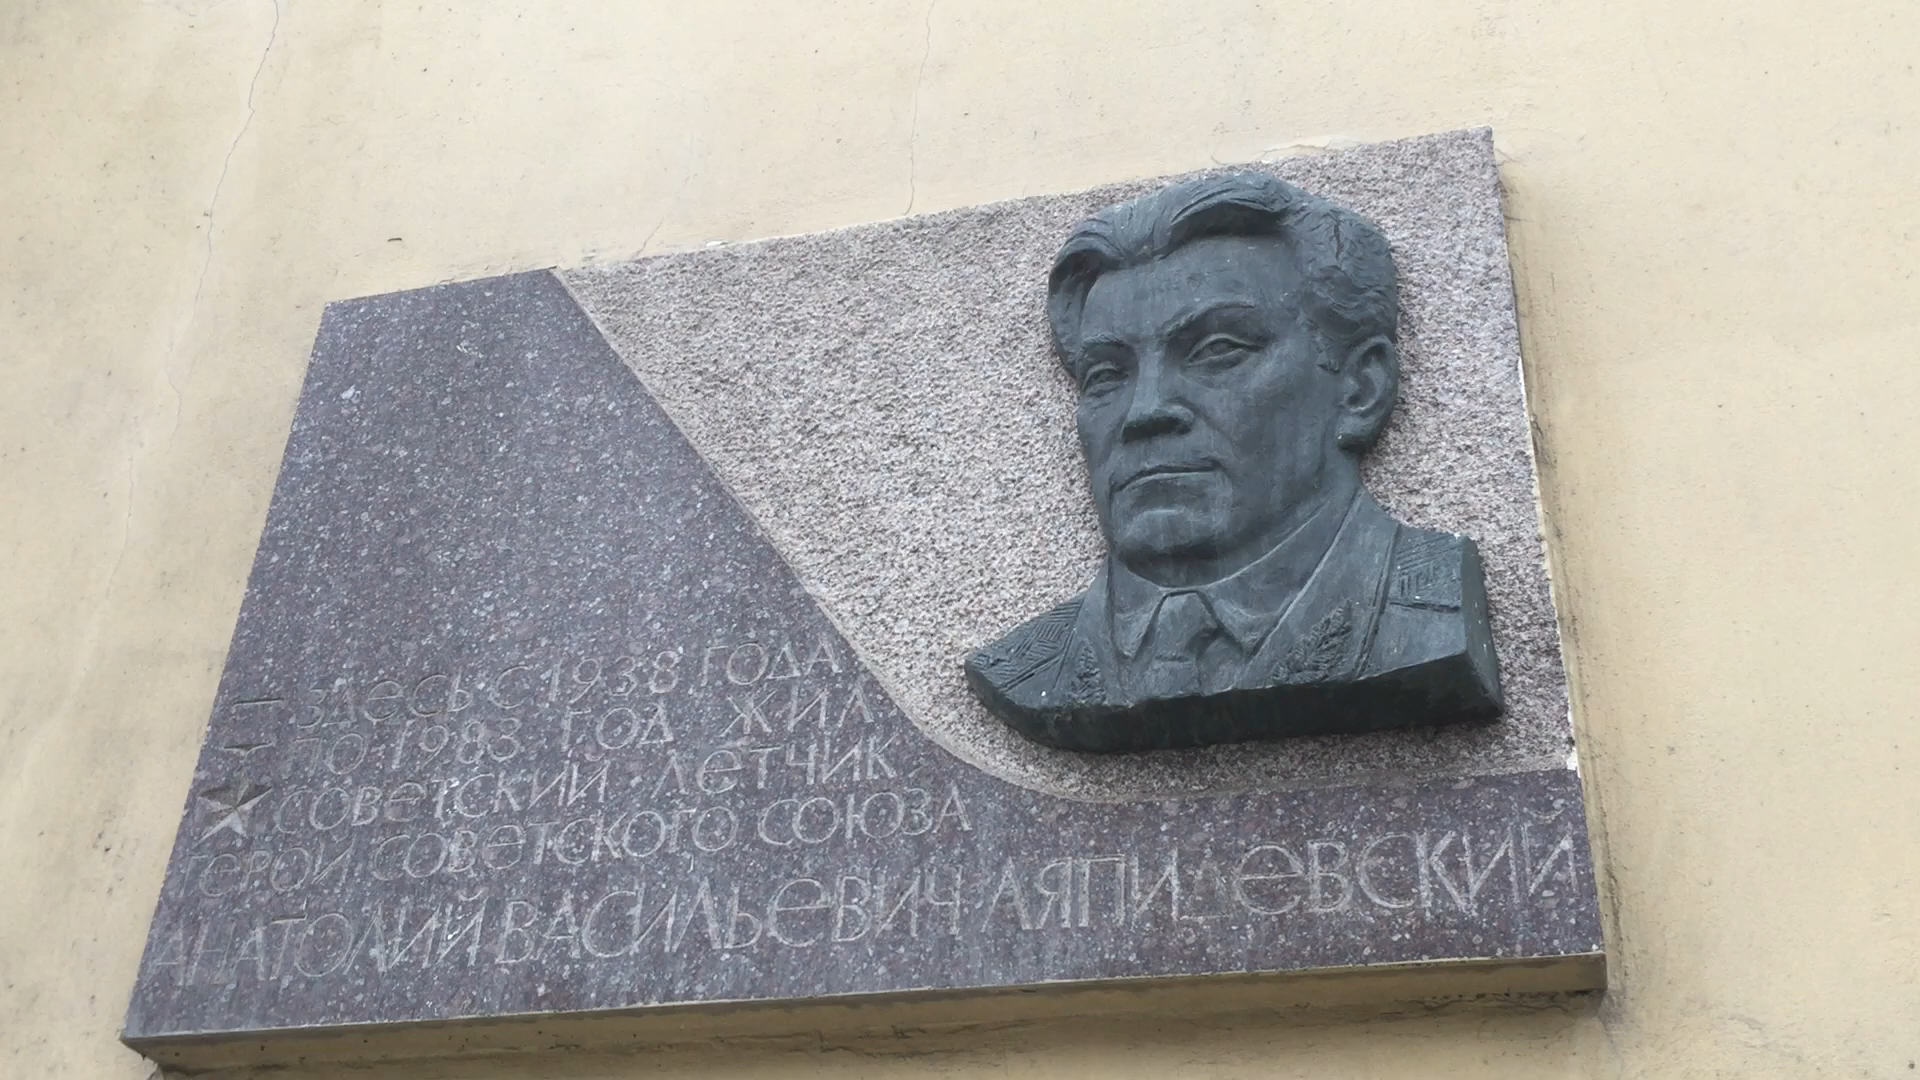 ЗДЕСЬ С 1938 ГОДА
ПО 1983 ГОД ЖИЛ
СОВЕТСКИЙ ЛЕТЧИК
ГЕРОЙ СОВЕТСКОГО СОЮЗА
АНАТОЛИЙ ВАСИЛЬЕВИЧ ЛЯПИДЕВСКИЙ